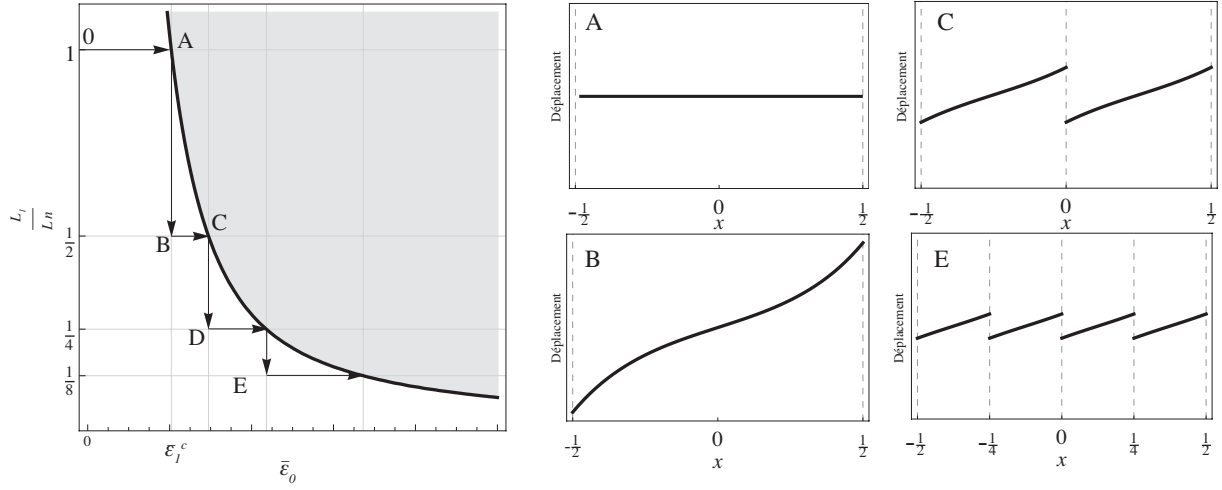 0
A
1
L₁
Ln
B
C
1/2
D
1/4
E
1/8
0
ε₁ᶜ
ε̄₀
A
Déplacement
-1/2
0
1/2
x
C
Déplacement
-1/2
0
1/2
x
B
Déplacement
-1/2
0
1/2
x
E
Déplacement
-1/2
-1/4
0
1/4
1/2
x